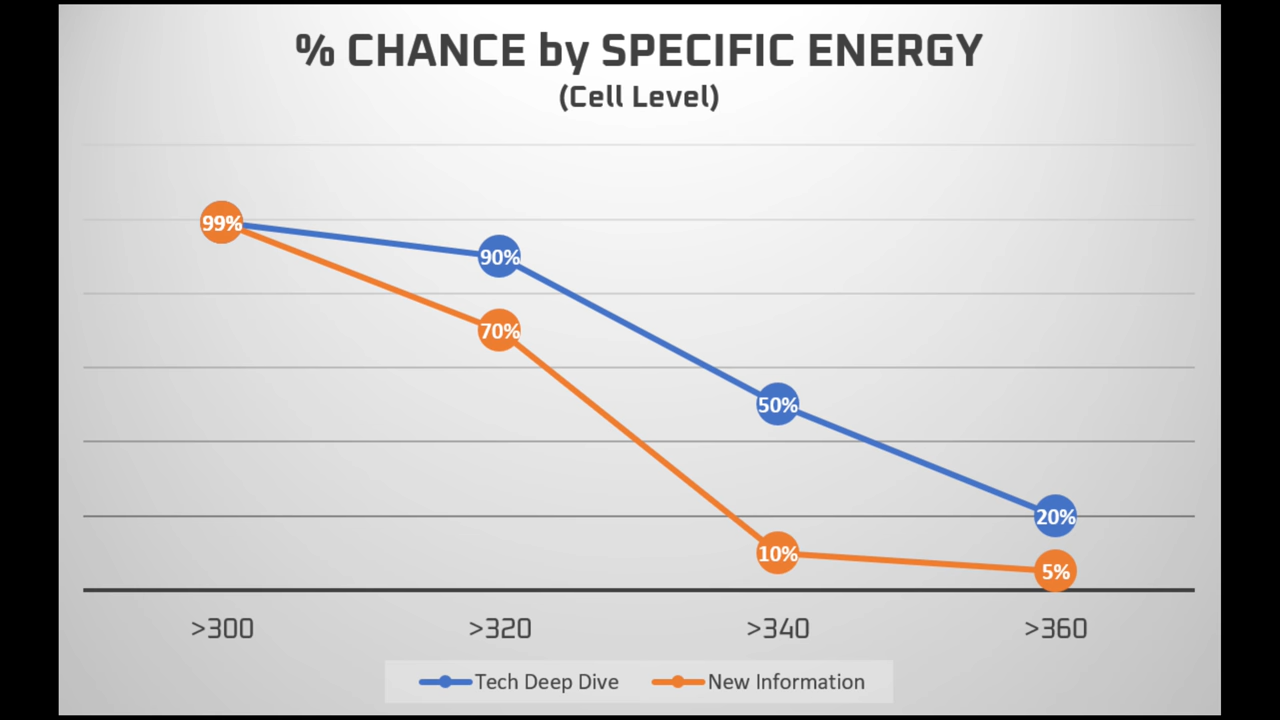 % CHANCE by SPECIFIC ENERGY
(Cell Level)
99%
90%
70%
50%
20%
10%
5%
>300 >320 >340 >360
Tech Deep Dive New Information